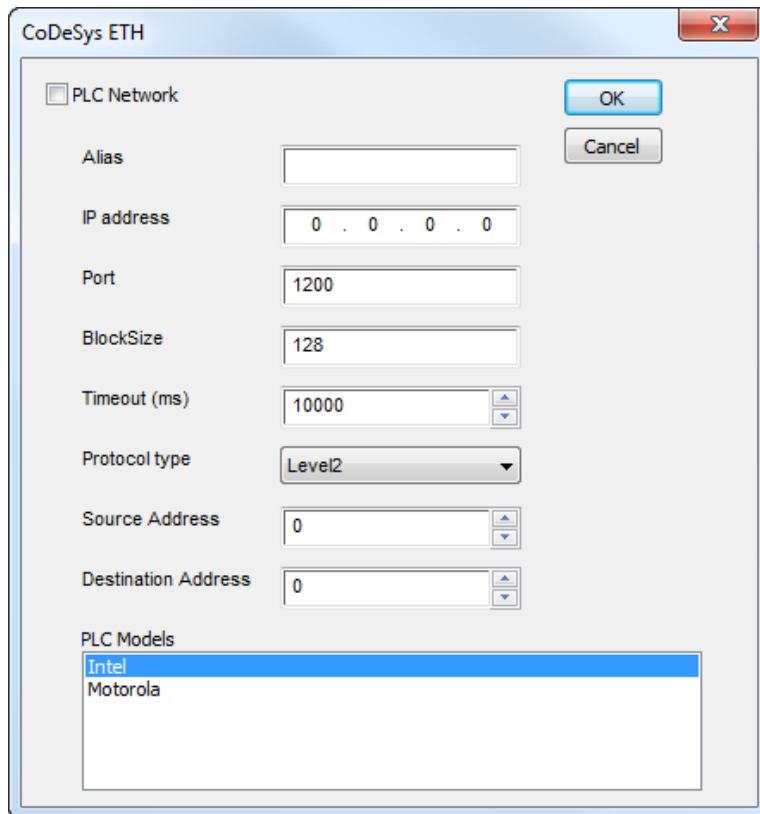 CoDeSys ETH
PLC Network
OK
Cancel
Alias
IP address 0 . 0 . 0 . 0
Port 1200
BlockSize 128
Timeout (ms) 10000
Protocol type Level2
Source Address 0
Destination Address 0
PLC Models
Intel
Motorola